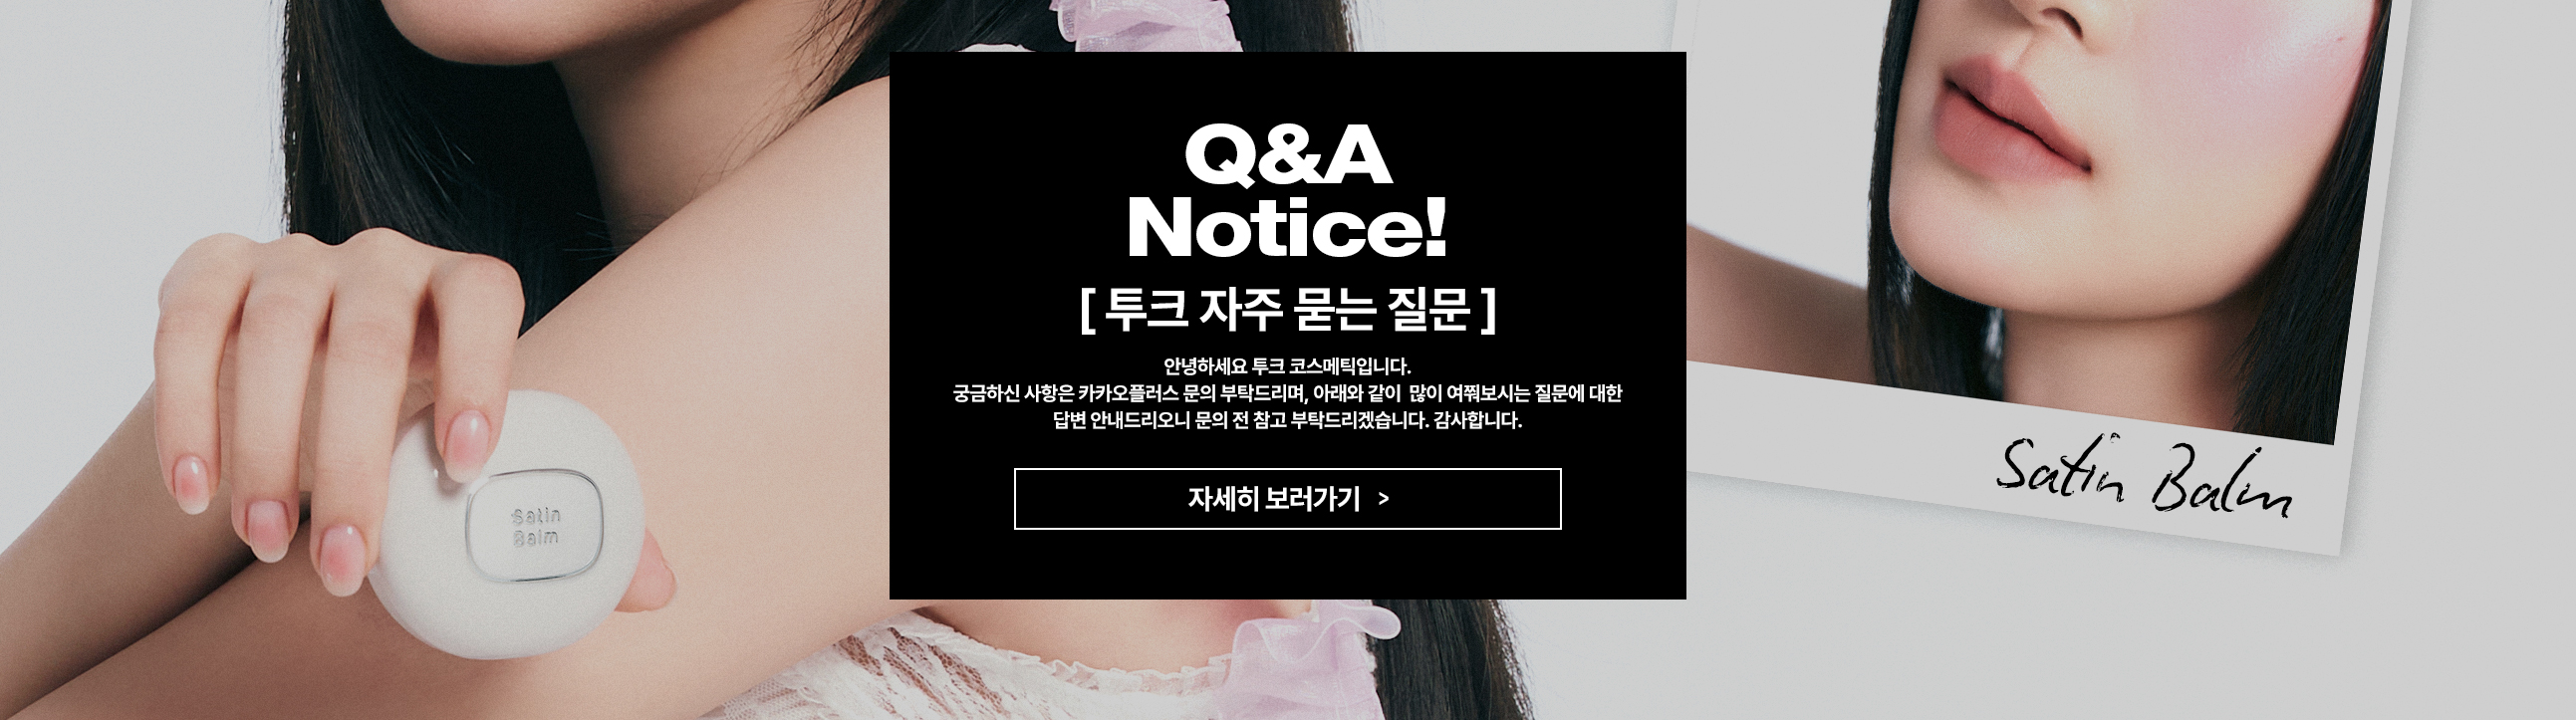 Q&A
Notice!
[ 투크 자주 묻는 질문 ]
안녕하세요 투크 코스메틱입니다.
궁금하신 사항은 카카오플러스 문의 부탁드리며, 아래와 같이 많이 여쭤보시는 질문에 대한
답변 안내드리오니 문의 전 참고 부탁드리겠습니다. 감사합니다.
자세히 보러가기 >
Satin
Balm
Satin Balm